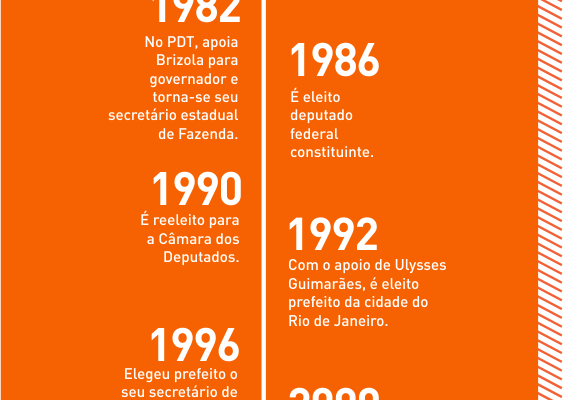 1982
No PDT, apoia
Brizola para
governador e
torna-se seu
secretário estadual
de Fazenda.
1986
É eleito
deputado
federal
constituinte.
1990
É reeleito para
a Câmara dos
Deputados.
1992
Com o apoio de Ulysses
Guimarães, é eleito
prefeito da cidade do
Rio de Janeiro.
1996
Elegeu prefeito o
seu secretário de